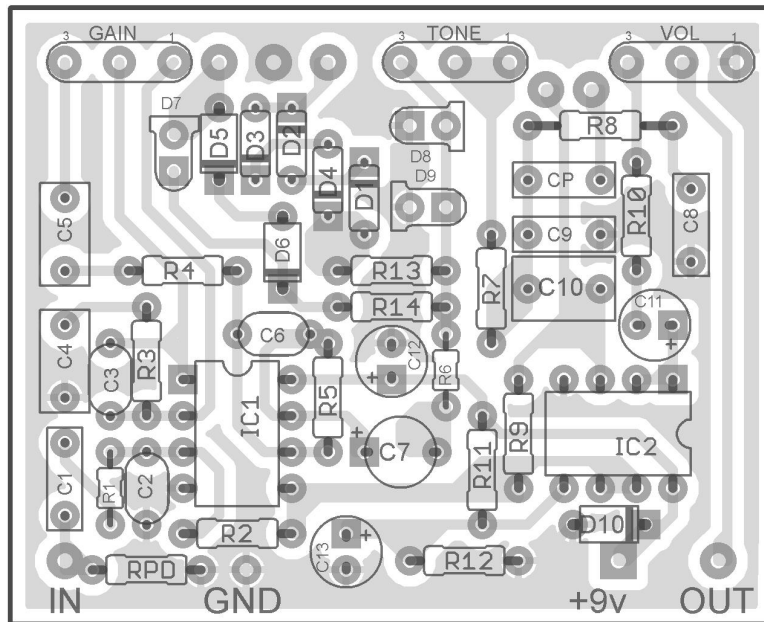 GAIN TONE VOL
3 1 3 1 3 1
D7
D5
D3
D2
D4
D1
D8
D9
R8
CP
C9
C10
R10
C8
C5
R4
D6
R13
R14
R7
C11
+
C4
C3
R3
C6
IC1
R5
C12
+
R6
+
C7
R11
R9
IC2
C1
R1
C2
R2
C13
+
D10
RPD
R12
IN GND +9v OUT